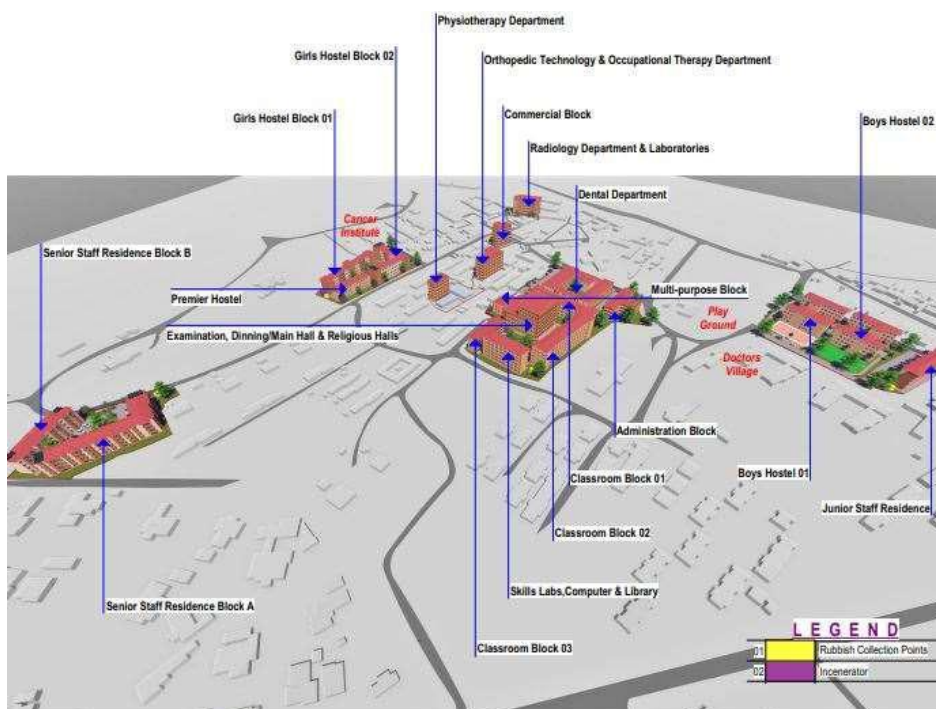 Physiotherapy Department
Girls Hostel Block 02
Orthopedic Technology & Occupational Therapy Department
Girls Hostel Block 01
Commercial Block
Boys Hostel 02
Radiology Department & Laboratories
Dental Department
Cancer
Institute
Senior Staff Residence Block B
Premier Hostel
Multi-purpose Block
Examination, Dinning/Main Hall & Religious Halls
Play
Ground
Doctors
Village
Administration Block
Classroom Block 01
Boys Hostel 01
Junior Staff Residence
Classroom Block 02
Skills Labs,Computer & Library
Senior Staff Residence Block A
Classroom Block 03
LEGEND
01 Rubbish Collection Points
02 Incenerator